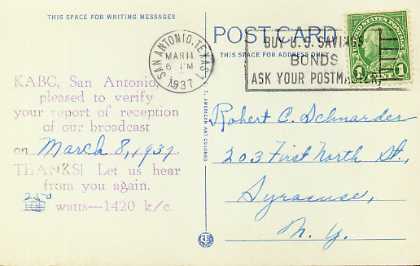 THIS SPACE FOR WRITING MESSAGES
POST CARD
THIS SPACE FOR ADDRESS ONLY
SAN ANTONIO, TEXAS
MAR 11
6 PM
1937
BUY U.S. SAVINGS
BONDS
ASK YOUR POSTMASTER
1 1
KABC, San Antonio,
pleased to verify
your report of reception
of our broadcast
on March 8, 1937
THANKS! Let us hear
from you again.
250
watts—1420 k/c.
Robert C. Schnarder
203 First North St.,
Syracuse,
N. Y.